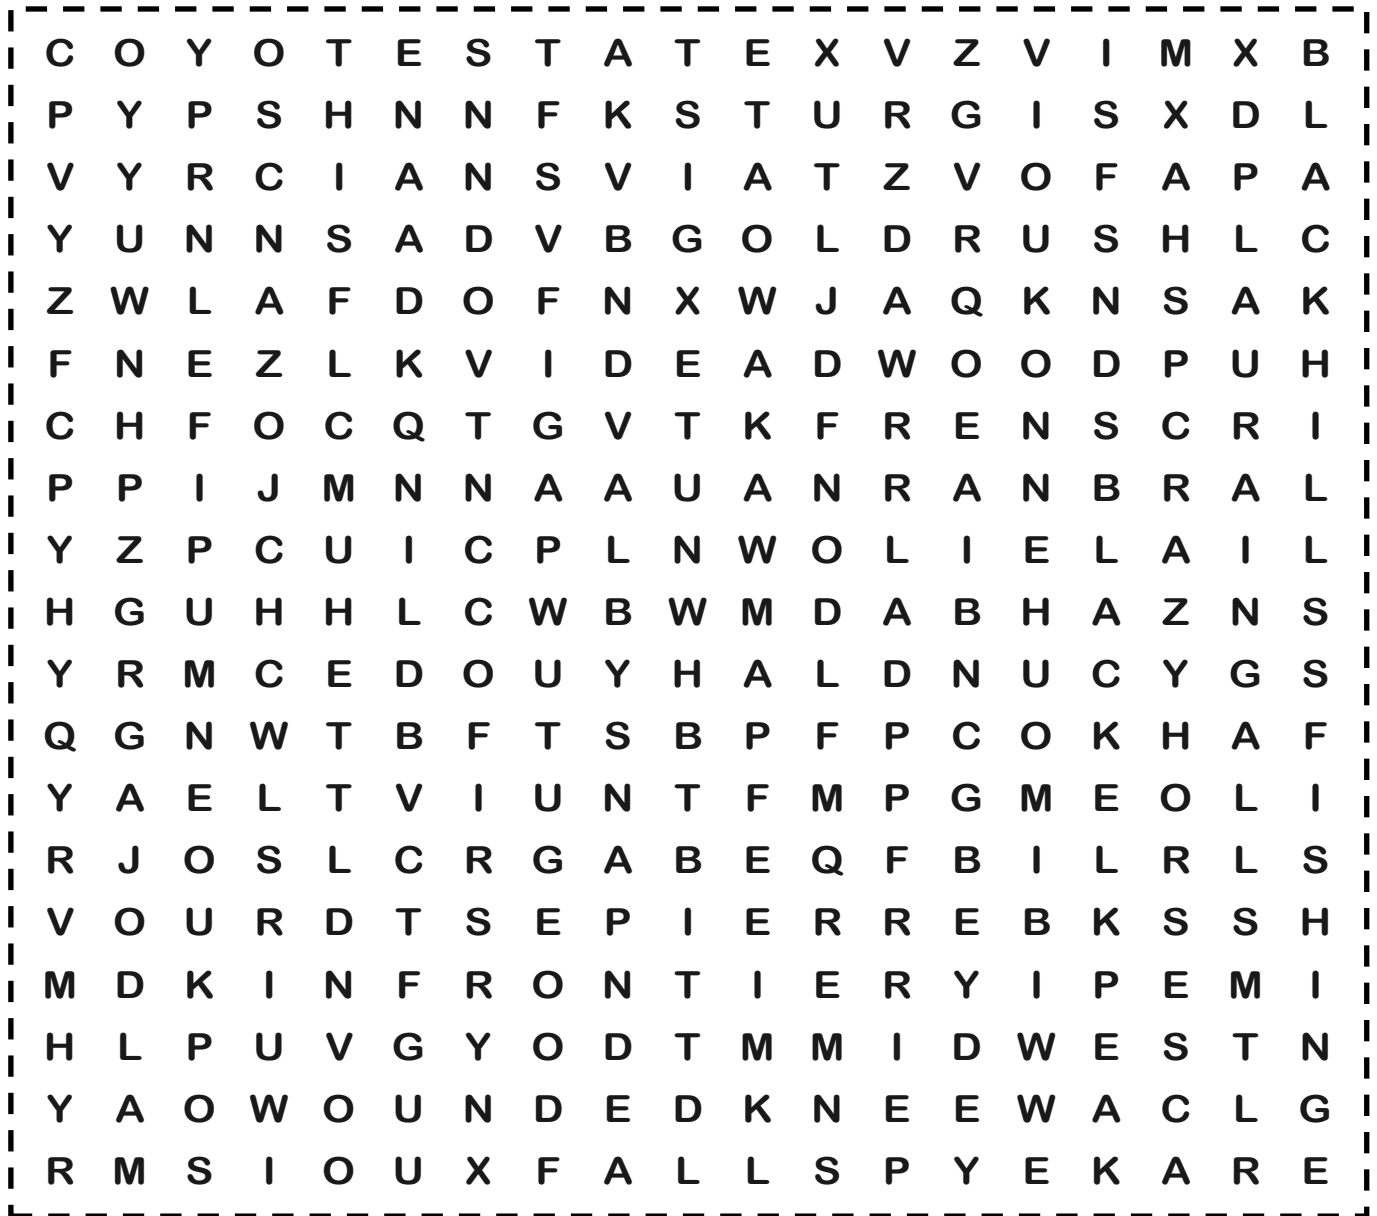 C O Y O T E S T A T E X V Z V I M X B
P Y P S H N N F K S T U R G I S X D L
V Y R C I A N S V I A T Z V O F A P A
Y U N N S A D V B G O L D R U S H L C
Z W L A F D O F N X W J A Q K N S A K
F N E Z L K V I D E A D W O O D P U H
C H F O C Q T G V T K F R E N S C R I
P P I J M N N A A U A N R A N B R A L
Y Z P C U I C P L N W O L I E L A I L
H G U H H L C W B W M D A B H A Z N S
Y R M C E D O U Y H A L D N U C Y G S
Q G N W T B F T S B P F P C O K H A F
Y A E L T V I U N T F M P G M E O L I
R J O S L C R G A B E Q F B I L R L S
V O U R D T S E P I E R R E B K S S H
M D K I N F R O N T I E R Y I P E M I
H L P U V G Y O D T M M I D W E S T N
Y A O W O U N D E D K N E E W A C L G
R M S I O U X F A L L S P Y E K A R E